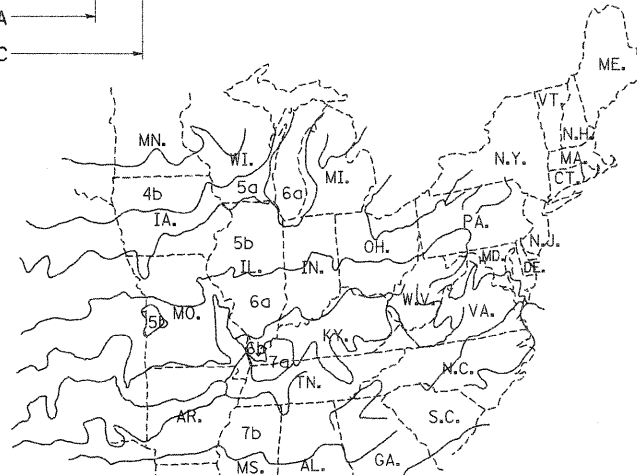 A
C
ME.
VT.
N.H.
MN.
WI.
N.Y.
MA.
CT.
MI.
4b
5a
6a
IA.
PA.
OH.
N.J.
5b
IL.
IN.
MD.
DE.
W.V.
6a
MO.
5b
VA.
KY.
6b
7a
TN.
N.C.
AR.
S.C.
7b
MS.
AL.
GA.